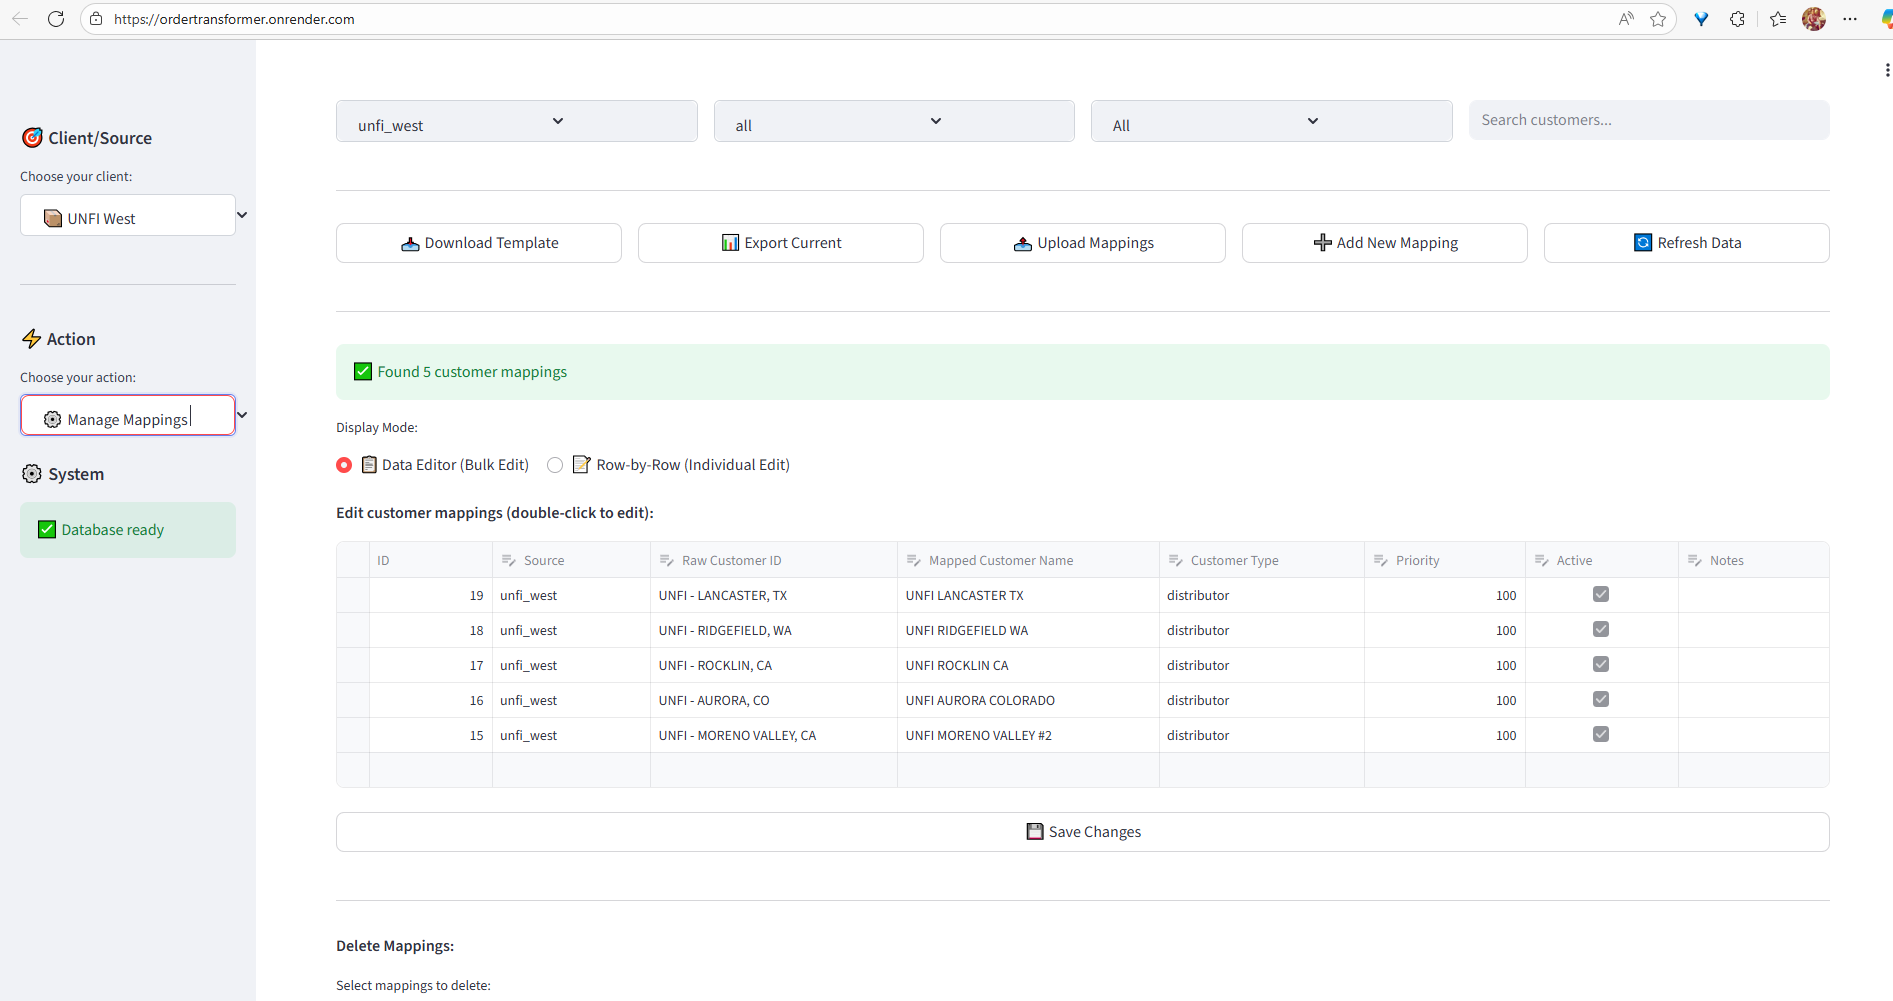 https://ordertransformer.onrender.com
Client/Source
Choose your client:
UNFI West
Action
Choose your action:
Manage Mappings
System
Database ready
unfi_west
all
All
Search customers...
Download Template
Export Current
Upload Mappings
Add New Mapping
Refresh Data
Found 5 customer mappings
Display Mode:
Data Editor (Bulk Edit)
Row-by-Row (Individual Edit)
Edit customer mappings (double-click to edit):
ID Source Raw Customer ID Mapped Customer Name Customer Type Priority Active Notes
19 unfi_west UNFI - LANCASTER, TX UNFI LANCASTER TX distributor 100
18 unfi_west UNFI - RIDGEFIELD, WA UNFI RIDGEFIELD WA distributor 100
17 unfi_west UNFI - ROCKLIN, CA UNFI ROCKLIN CA distributor 100
16 unfi_west UNFI - AURORA, CO UNFI AURORA COLORADO distributor 100
15 unfi_west UNFI - MORENO VALLEY, CA UNFI MORENO VALLEY #2 distributor 100
Save Changes
Delete Mappings:
Select mappings to delete: